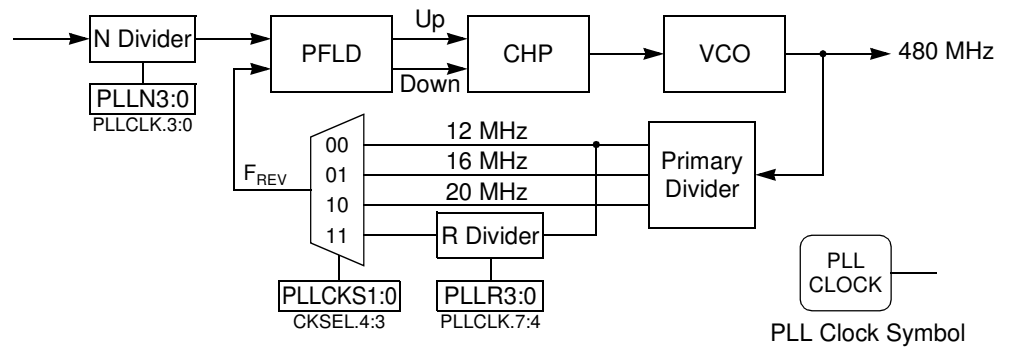 Up
N Divider
PFLD
CHP
VCO
480 MHz
Down
PLLN3:0
PLLCLK.3:0
12 MHz
00
16 MHz
Primary
Divider
F_REV
01
20 MHz
10
11
R Divider
PLLCKS1:0
CKSEL.4:3
PLLR3:0
PLLCLK.7:4
PLL
CLOCK
PLL Clock Symbol